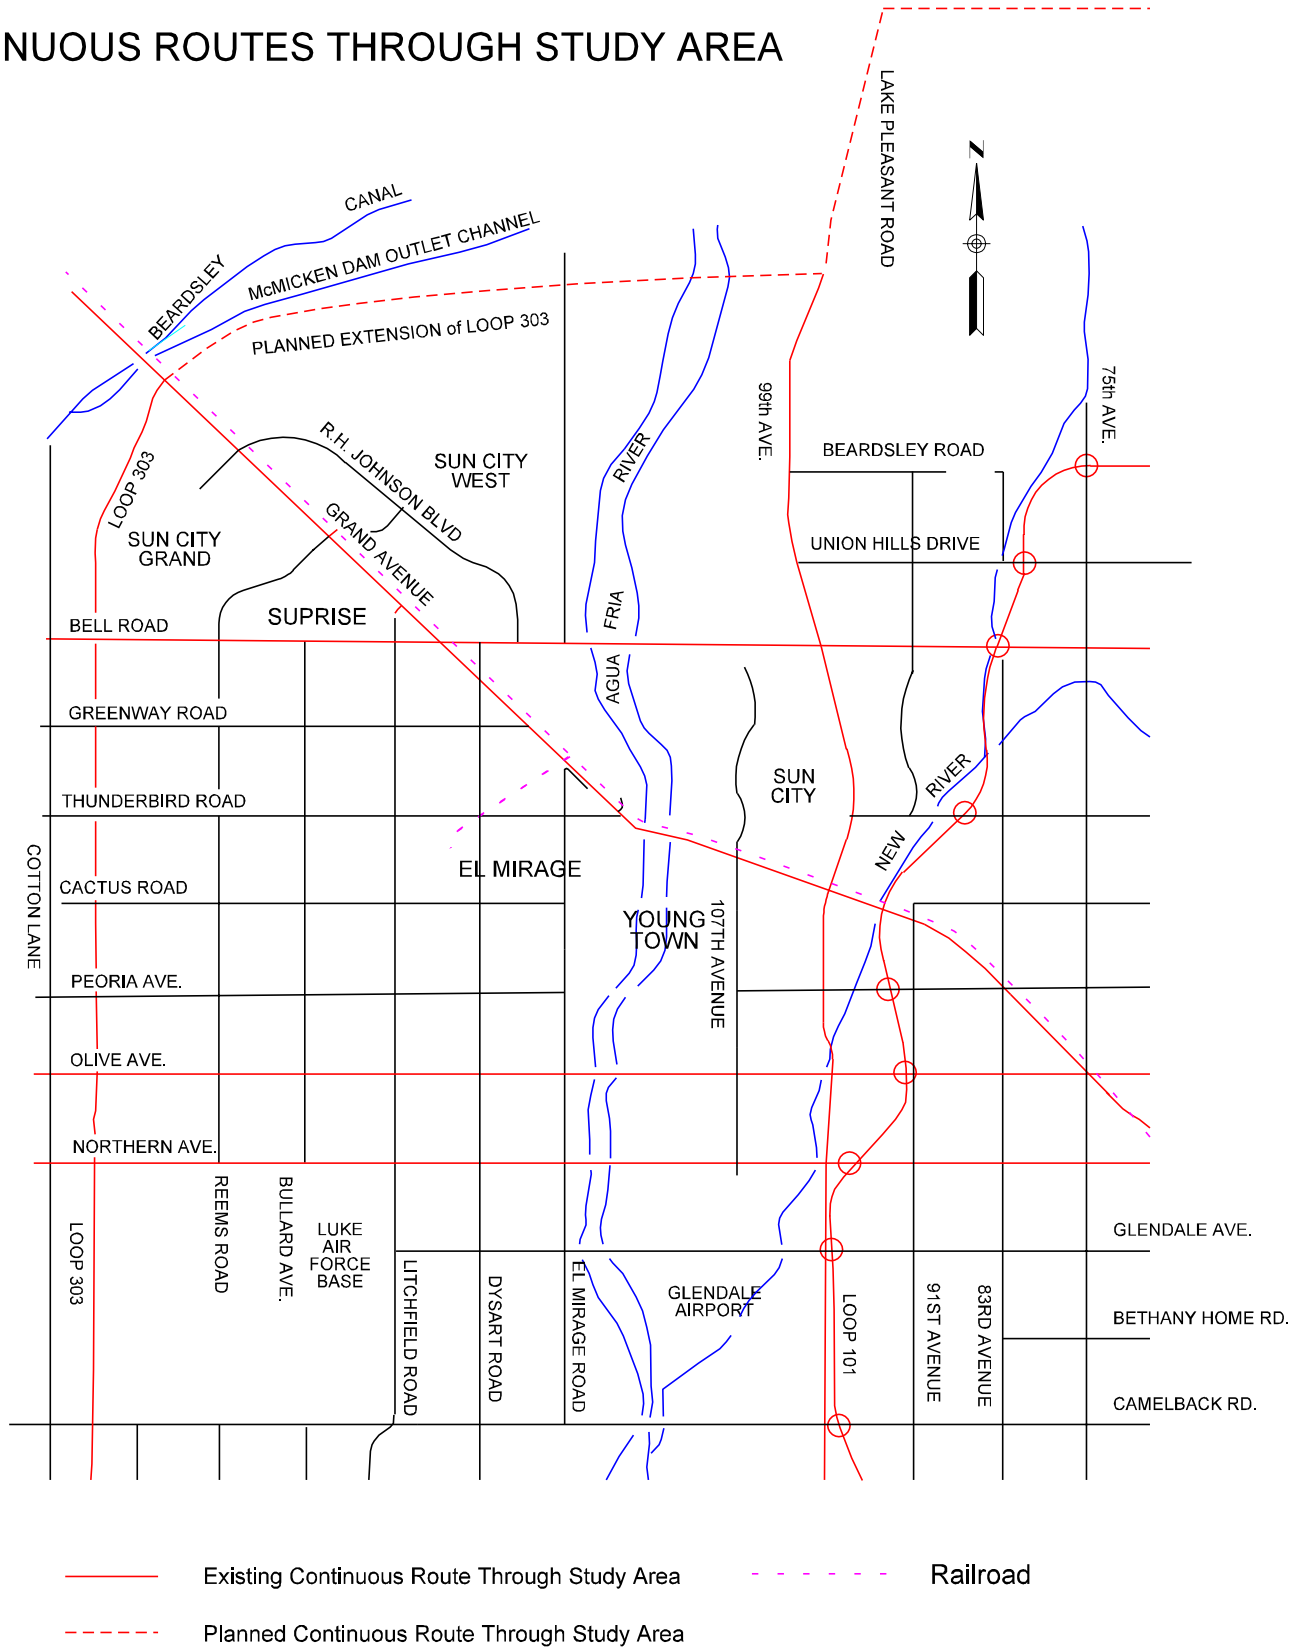 NUOUS ROUTES THROUGH STUDY AREA
LAKE PLEASANT ROAD
N
CANAL
McMICKEN DAM OUTLET CHANNEL
BEARDSLEY
PLANNED EXTENSION of LOOP 303
99th AVE.
75th AVE.
R.H. JOHNSON BLVD
SUN CITY
WEST
RIVER
BEARDSLEY ROAD
LOOP 303
SUN CITY
GRAND
GRAND AVENUE
UNION HILLS DRIVE
SUPRISE
FRIA
BELL ROAD
AGUA
GREENWAY ROAD
SUN
CITY
RIVER
THUNDERBIRD ROAD
NEW
COTTON LANE
EL MIRAGE
CACTUS ROAD
YOUNG
TOWN
107TH AVENUE
PEORIA AVE.
OLIVE AVE.
NORTHERN AVE.
LOOP 303
REEMS ROAD
BULLARD AVE.
LUKE
AIR
FORCE
BASE
LITCHFIELD ROAD
DYSART ROAD
EL MIRAGE ROAD
GLENDALE
AIRPORT
LOOP 101
91ST AVENUE
83RD AVENUE
GLENDALE AVE.
BETHANY HOME RD.
CAMELBACK RD.
Existing Continuous Route Through Study Area
Railroad
Planned Continuous Route Through Study Area